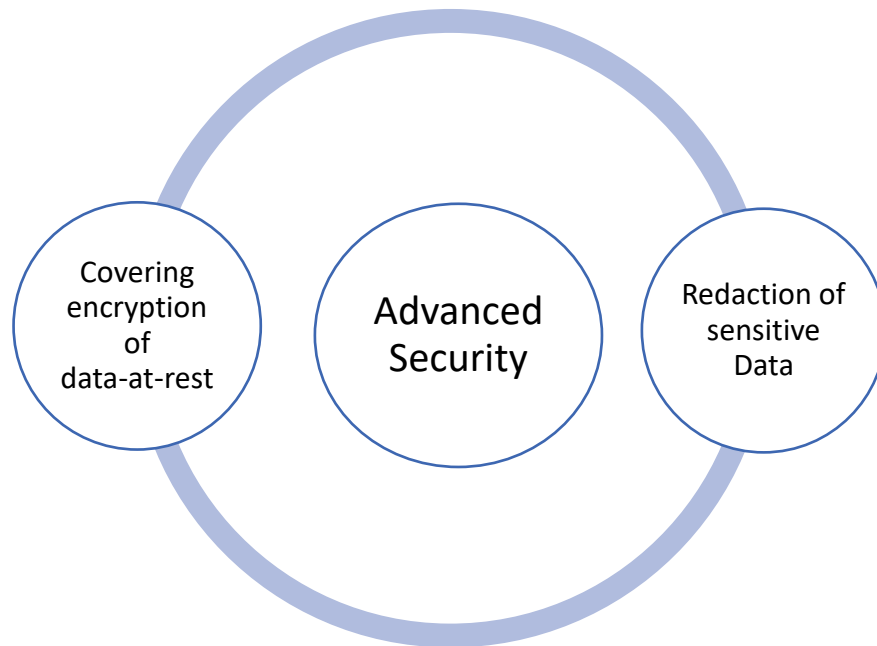 Covering
encryption
of
data-at-rest
Advanced
Security
Redaction of
sensitive
Data